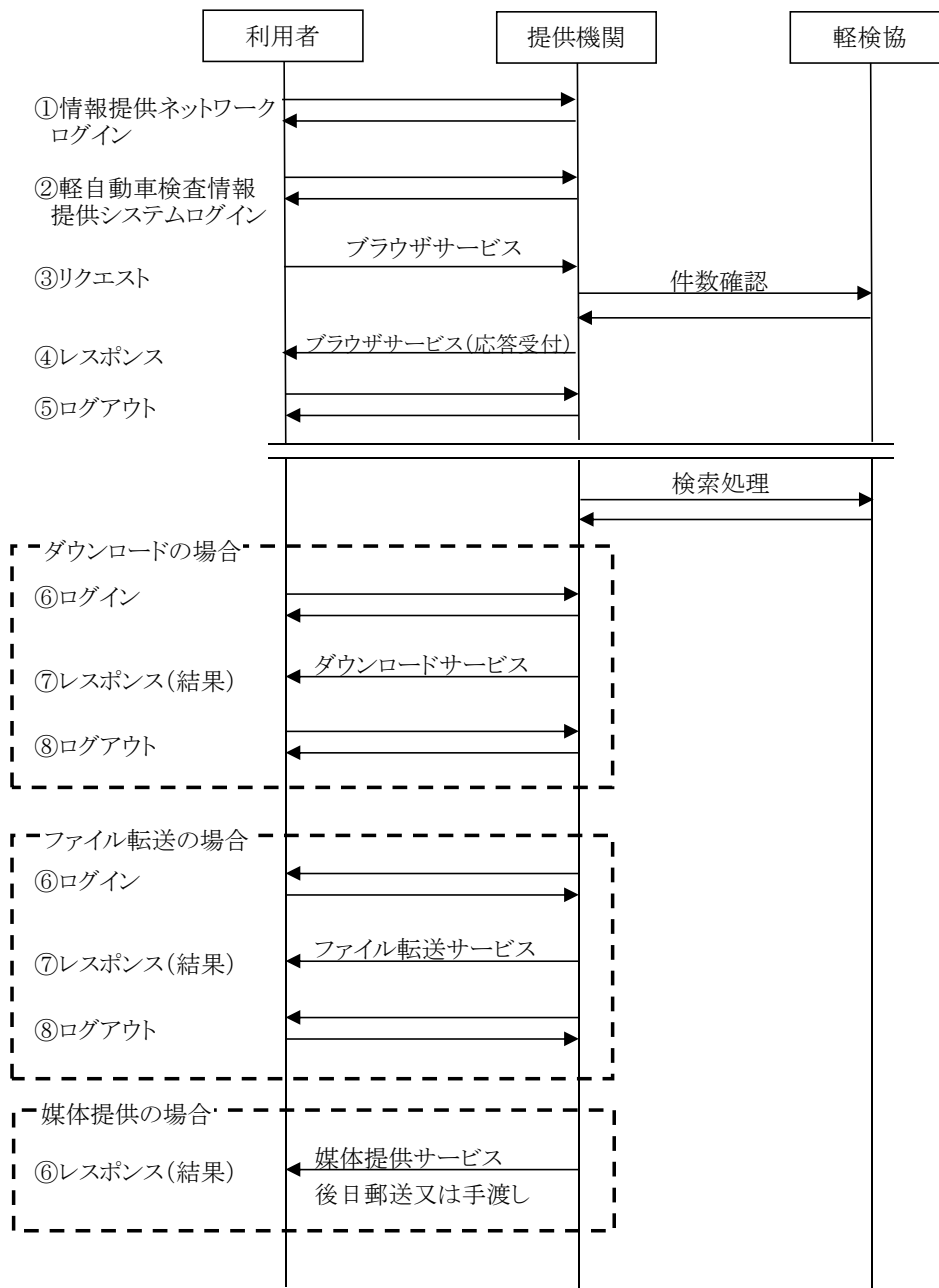 利用者
提供機関
軽検協
①情報提供ネットワーク
ログイン
②軽自動車検査情報
提供システムログイン
ブラウザサービス
③リクエスト
件数確認
ブラウザサービス(応答受付)
④レスポンス
⑤ログアウト
検索処理
ダウンロードの場合
⑥ログイン
ダウンロードサービス
⑦レスポンス(結果)
⑧ログアウト
ファイル転送の場合
⑥ログイン
ファイル転送サービス
⑦レスポンス(結果)
⑧ログアウト
媒体提供の場合
媒体提供サービス
⑥レスポンス(結果)
後日郵送又は手渡し